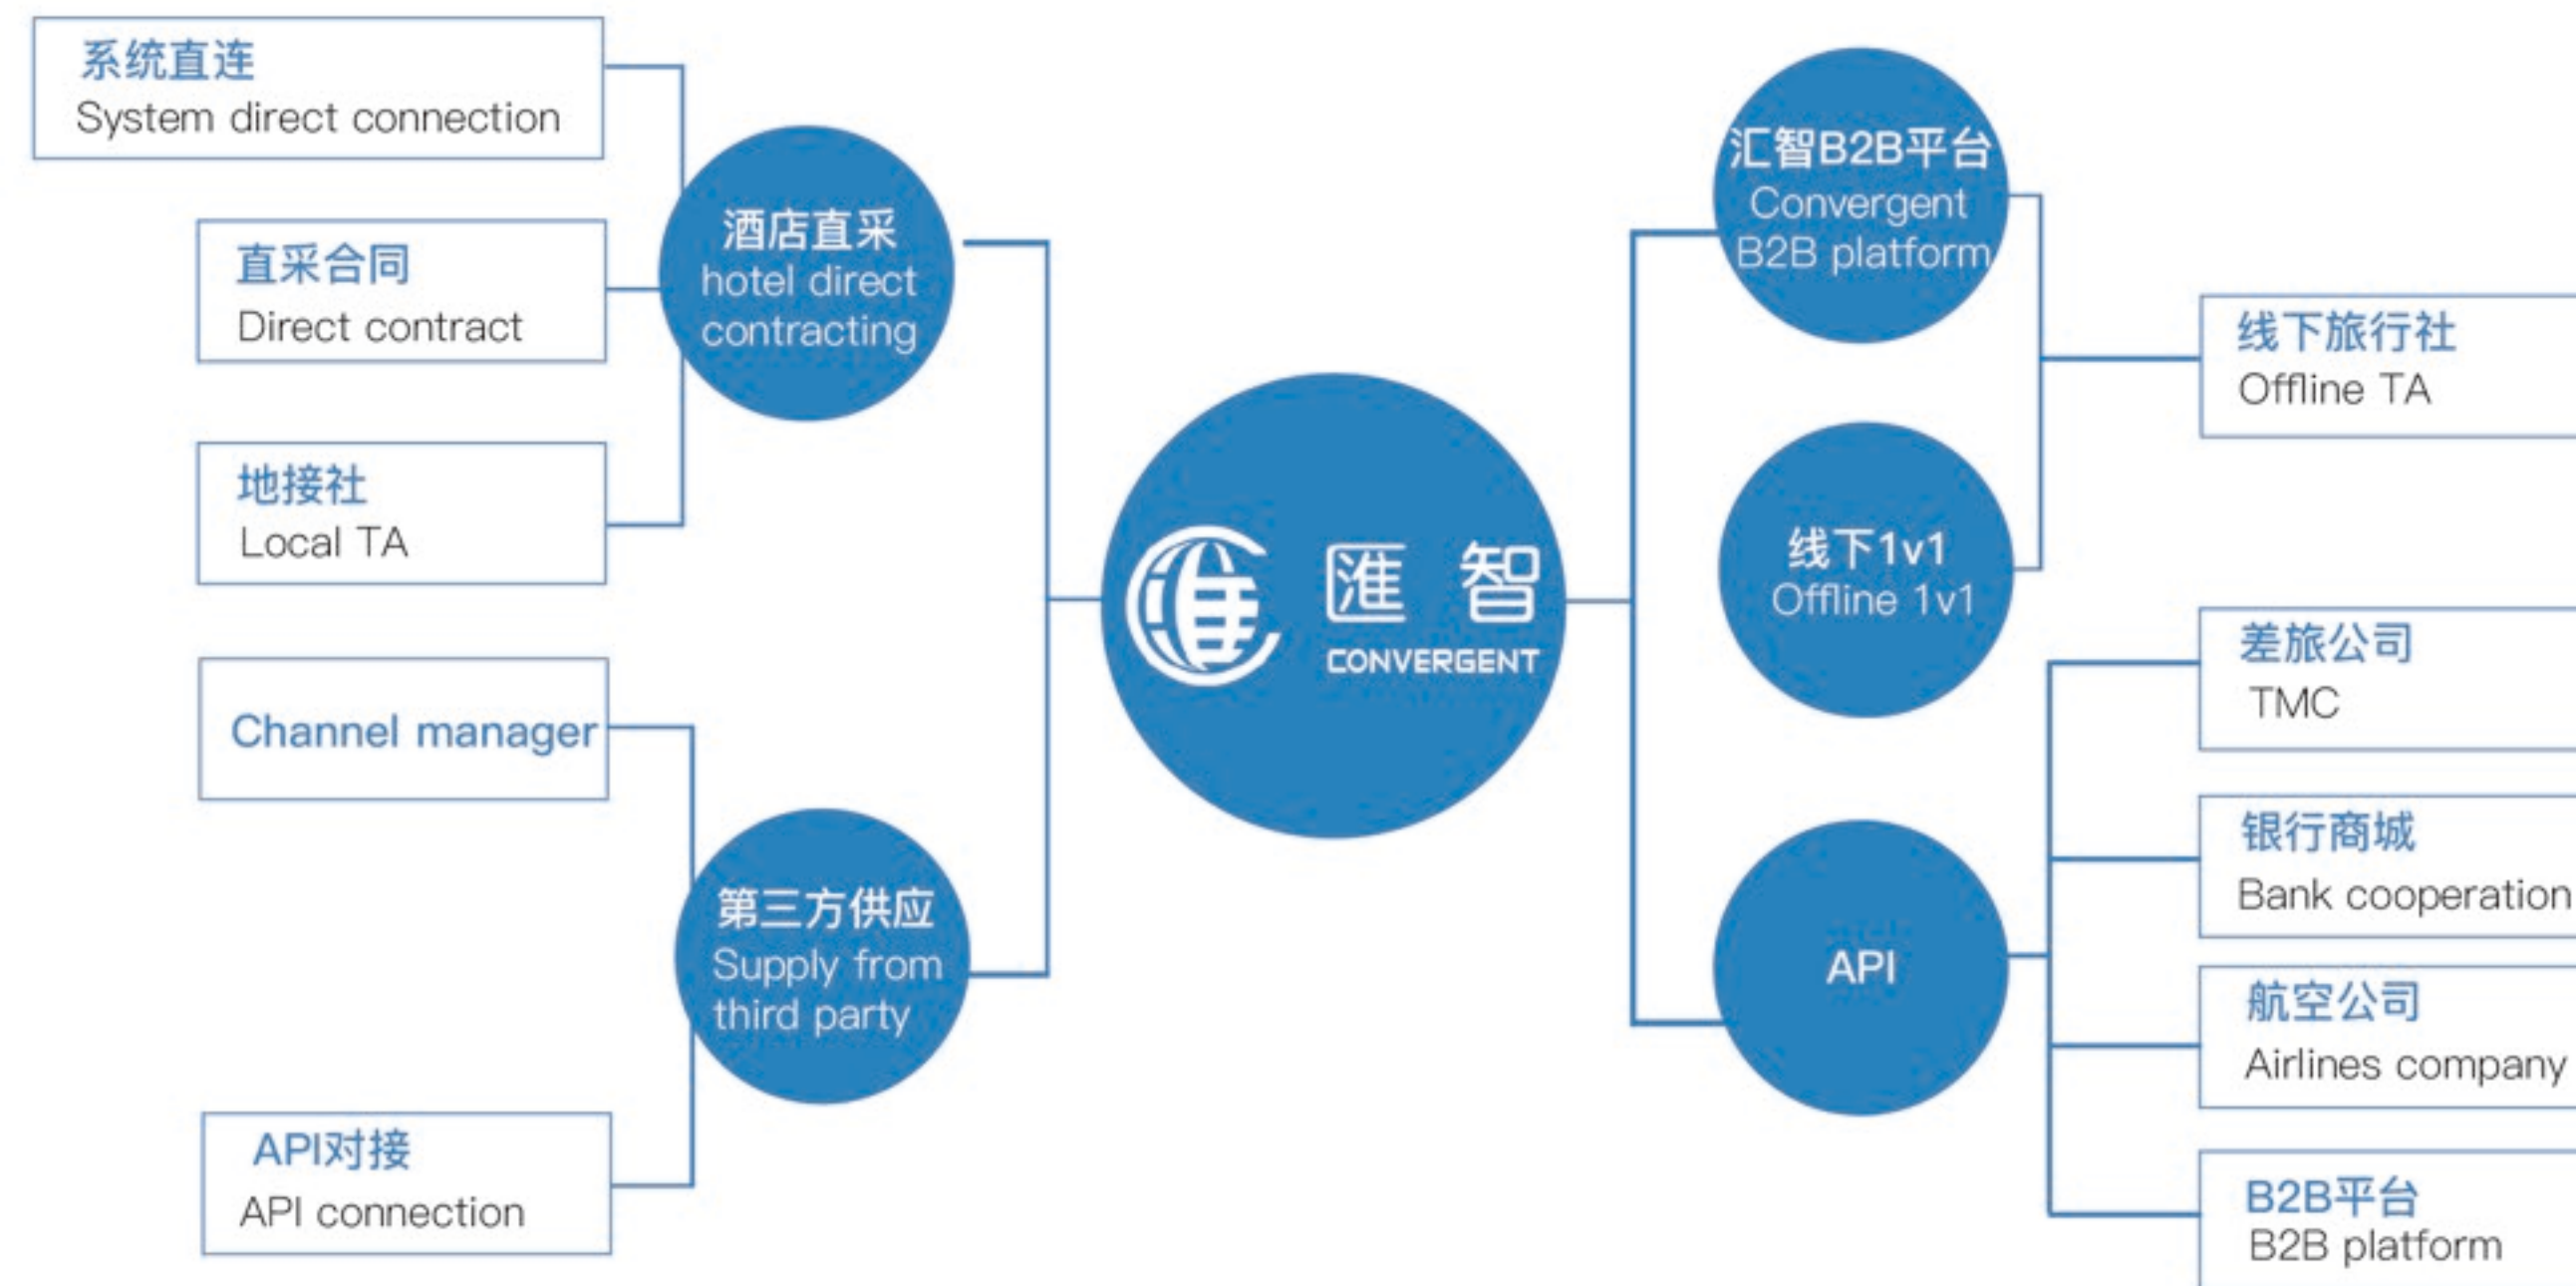 系统直连
System direct connection
直采合同
Direct contract
地接社
Local TA
酒店直采
hotel direct
contracting
Channel manager
API对接
API connection
第三方供应
Supply from
third party
匯 智
CONVERGENT
汇智B2B平台
Convergent
B2B platform
线下1v1
Offline 1v1
API
线下旅行社
Offline TA
差旅公司
TMC
银行商城
Bank cooperation
航空公司
Airlines company
B2B平台
B2B platform